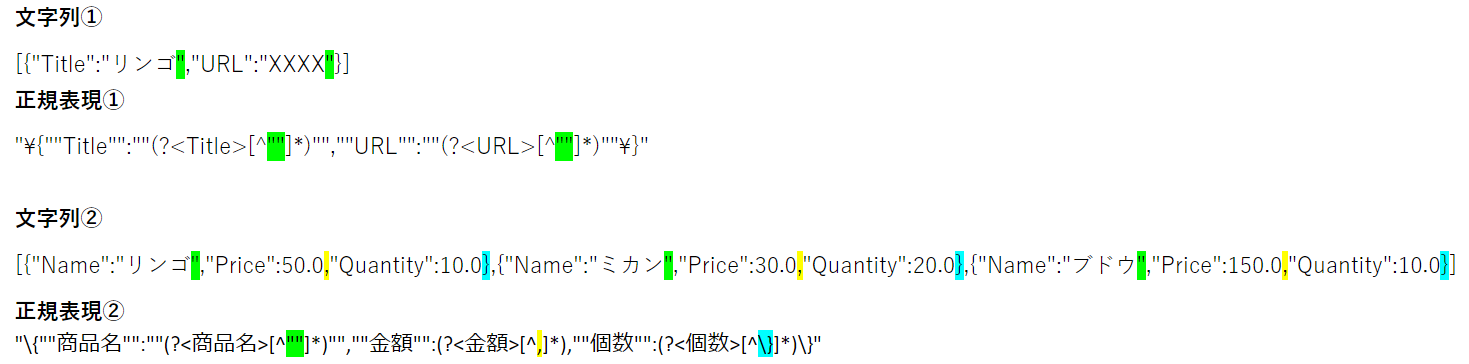 文字列①
[{"Title":"リンゴ","URL":"XXXX"}]
正規表現①
"¥{""Title"":""(?<Title>[^""]*)"",""URL"":""(?<URL>[^""]*)""¥}"
文字列②
[{"Name":"リンゴ","Price":50.0,"Quantity":10.0},{"Name":"ミカン","Price":30.0,"Quantity":20.0},{"Name":"ブドウ","Price":150.0,"Quantity":10.0}]
正規表現②
"\{""商品名"":""(?<商品名>[^""]*)"",""金額"":(?<金額>[^,]*),""個数"":(?<個数>[^\}]*)\}"